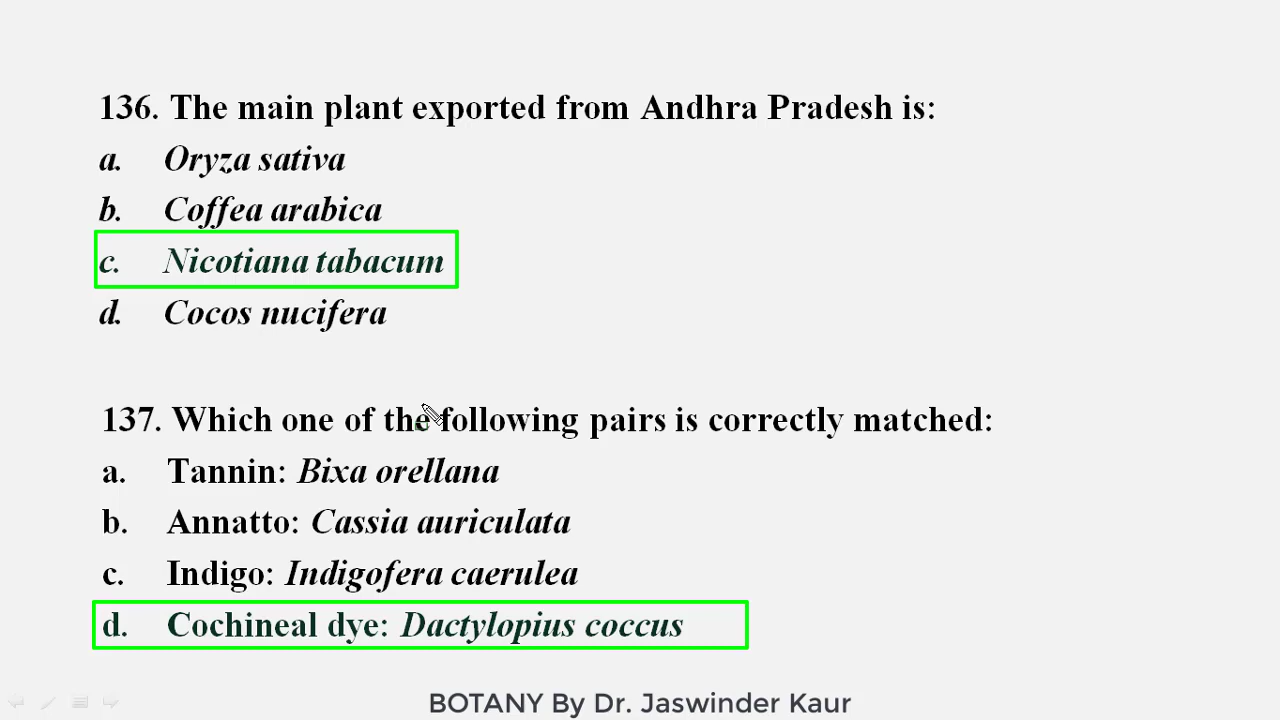 136. The main plant exported from Andhra Pradesh is:
a. Oryza sativa
b. Coffea arabica
c. Nicotiana tabacum
d. Cocos nucifera
137. Which one of the following pairs is correctly matched:
a. Tannin: Bixa orellana
b. Annatto: Cassia auriculata
c. Indigo: Indigofera caerulea
d. Cochineal dye: Dactylopius coccus
BOTANY By Dr. Jaswinder Kaur